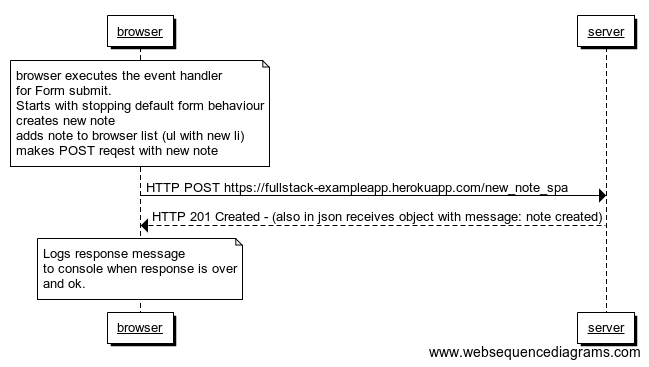 browser
server
browser executes the event handler
for Form submit.
Starts with stopping default form behaviour
creates new note
adds note to browser list (ul with new li)
makes POST reqest with new note
HTTP POST https://fullstack-exampleapp.herokuapp.com/new_note_spa
HTTP 201 Created - (also in json receives object with message: note created)
Logs response message
to console when response is over
and ok.
browser
server
www.websequencediagrams.com